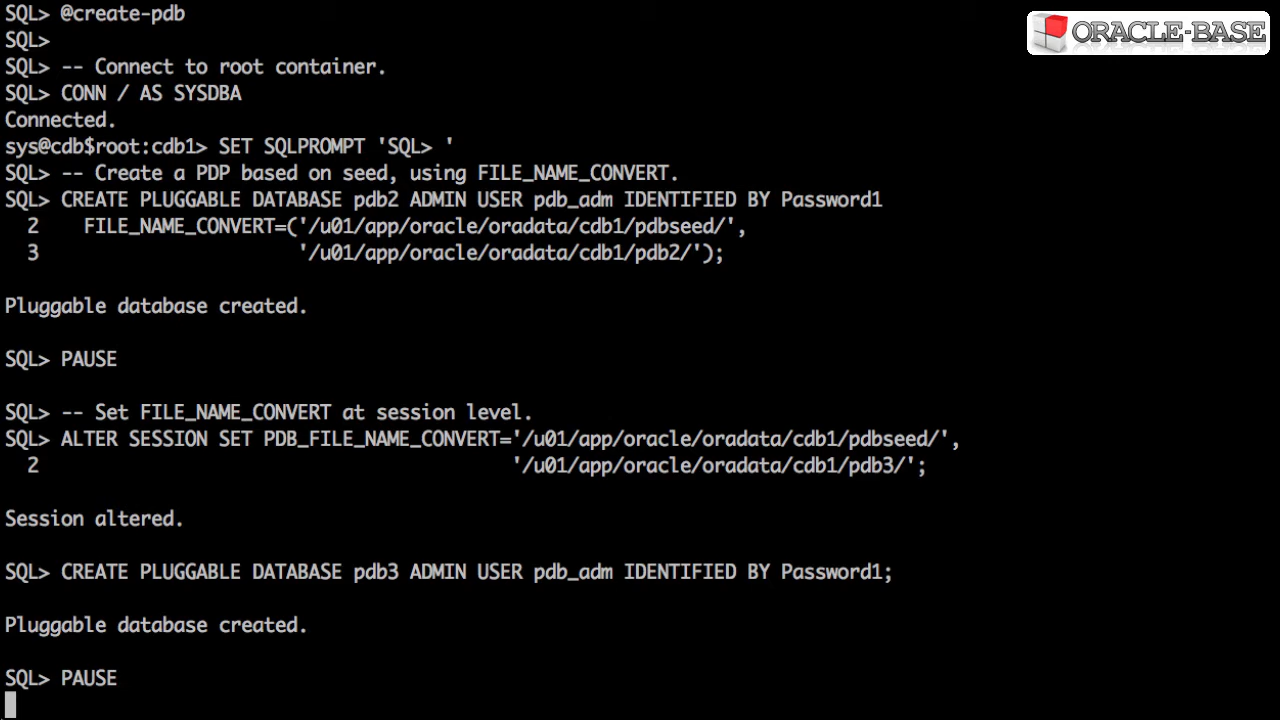 SQL> @create-pdb
ORACLE-BASE
SQL>
SQL> -- Connect to root container.
SQL> CONN / AS SYSDBA
Connected.
sys@cdb$root:cdb1> SET SQLPROMPT 'SQL> '
SQL> -- Create a PDP based on seed, using FILE_NAME_CONVERT.
SQL> CREATE PLUGGABLE DATABASE pdb2 ADMIN USER pdb_adm IDENTIFIED BY Password1
2 FILE_NAME_CONVERT=('/u01/app/oracle/oradata/cdb1/pdbseed/',
3 '/u01/app/oracle/oradata/cdb1/pdb2/');
Pluggable database created.
SQL> PAUSE
SQL> -- Set FILE_NAME_CONVERT at session level.
SQL> ALTER SESSION SET PDB_FILE_NAME_CONVERT='/u01/app/oracle/oradata/cdb1/pdbseed/',
2 '/u01/app/oracle/oradata/cdb1/pdb3/';
Session altered.
SQL> CREATE PLUGGABLE DATABASE pdb3 ADMIN USER pdb_adm IDENTIFIED BY Password1;
Pluggable database created.
SQL> PAUSE